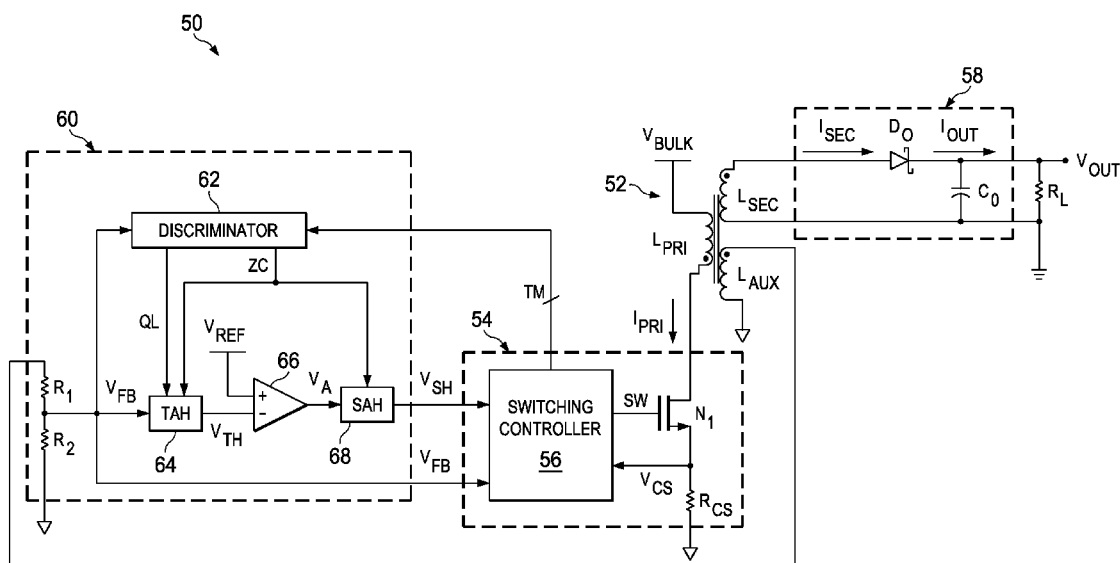 50
60
62
DISCRIMINATOR
ZC
QL
TM
V_REF
66
R_1
V_FB
TAH
64
V_TH
+
-
V_A
SAH
68
V_SH
R_2
V_FB
54
SWITCHING
CONTROLLER
56
SW
N_1
V_CS
R_CS
I_PRI
52
V_BULK
L_PRI
L_SEC
L_AUX
58
I_SEC
D_O
I_OUT
C_0
R_L
V_OUT